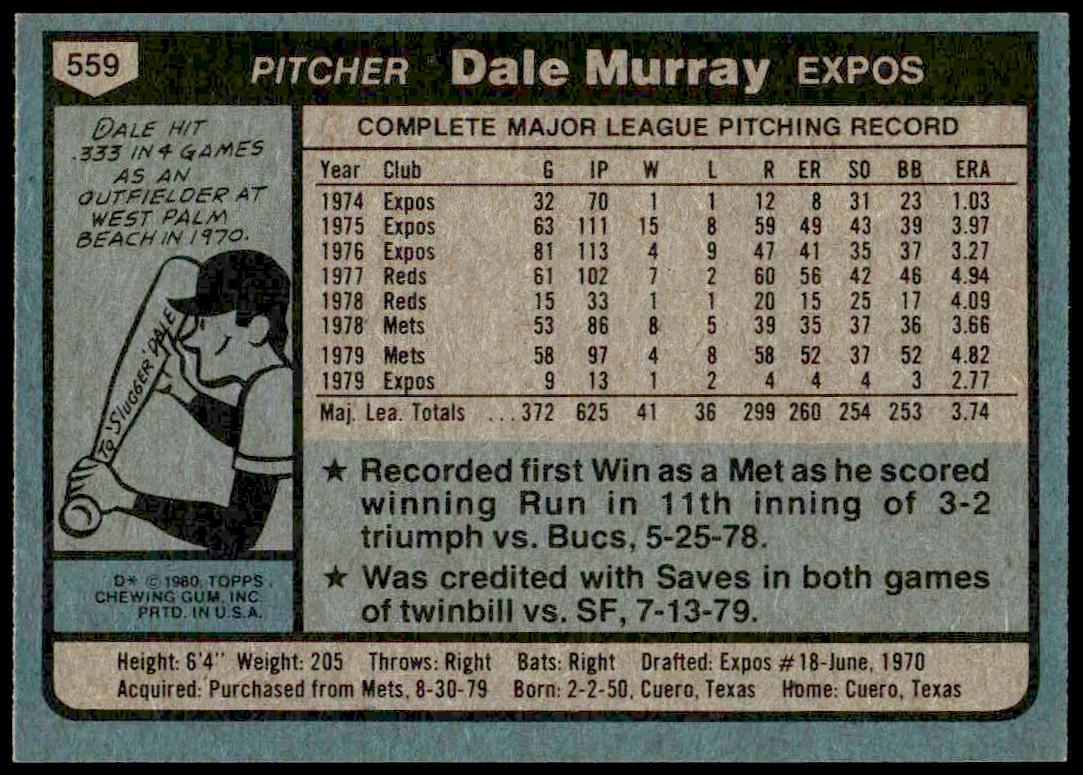 559
PITCHER Dale Murray EXPOS
DALE HIT
.333 IN 4 GAMES
AS AN
OUTFIELDER AT
WEST PALM
BEACH IN 1970.
TO 'SLUGGER' DALE
D* © 1980 TOPPS
CHEWING GUM, INC.
PRTD. IN U.S.A.
COMPLETE MAJOR LEAGUE PITCHING RECORD
Year Club G IP W L R ER SO BB ERA
1974 Expos 32 70 1 1 12 8 31 23 1.03
1975 Expos 63 111 15 8 59 49 43 39 3.97
1976 Expos 81 113 4 9 47 41 35 37 3.27
1977 Reds 61 102 7 2 60 56 42 46 4.94
1978 Reds 15 33 1 1 20 15 25 17 4.09
1978 Mets 53 86 8 5 39 35 37 36 3.66
1979 Mets 58 97 4 8 58 52 37 52 4.82
1979 Expos 9 13 1 2 4 4 4 3 2.77
Maj. Lea. Totals ...372 625 41 36 299 260 254 253 3.74
★ Recorded first Win as a Met as he scored
winning Run in 11th inning of 3-2
triumph vs. Bucs, 5-25-78.
★ Was credited with Saves in both games
of twinbill vs. SF, 7-13-79.
Height: 6'4" Weight: 205 Throws: Right Bats: Right Drafted: Expos #18-June, 1970
Acquired: Purchased from Mets, 8-30-79 Born: 2-2-50, Cuero, Texas Home: Cuero, Texas